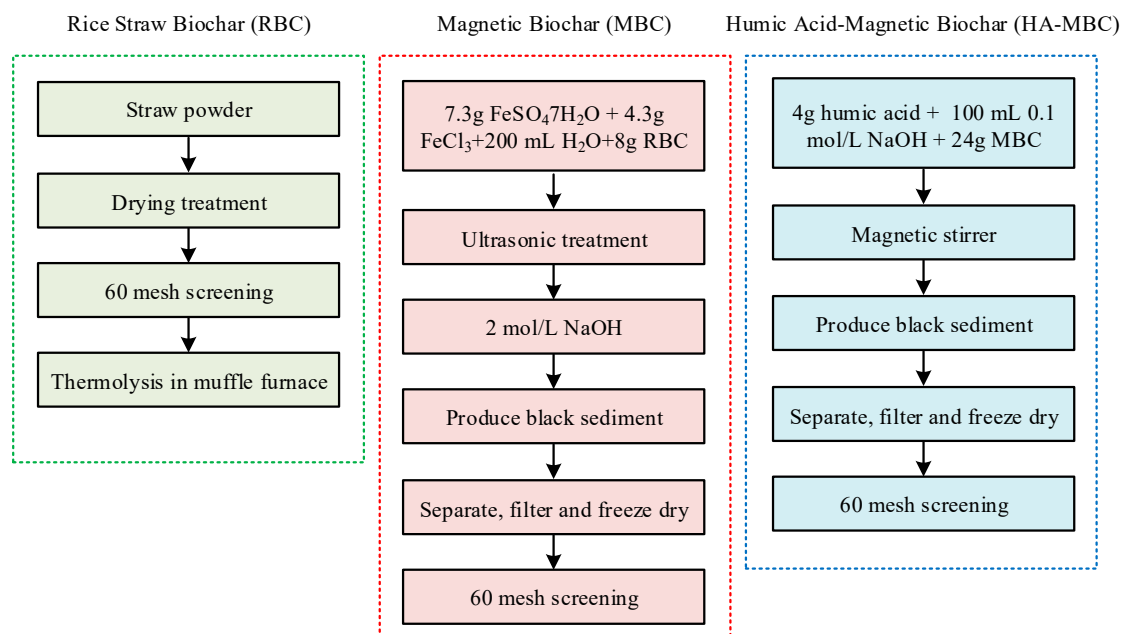 Rice Straw Biochar (RBC)
Straw powder
Drying treatment
60 mesh screening
Thermolysis in muffle furnace
Magnetic Biochar (MBC)
7.3g FeSO₄7H₂O + 4.3g
FeCl₃+200 mL H₂O+8g RBC
Ultrasonic treatment
2 mol/L NaOH
Produce black sediment
Separate, filter and freeze dry
60 mesh screening
Humic Acid-Magnetic Biochar (HA-MBC)
4g humic acid + 100 mL 0.1
mol/L NaOH + 24g MBC
Magnetic stirrer
Produce black sediment
Separate, filter and freeze dry
60 mesh screening